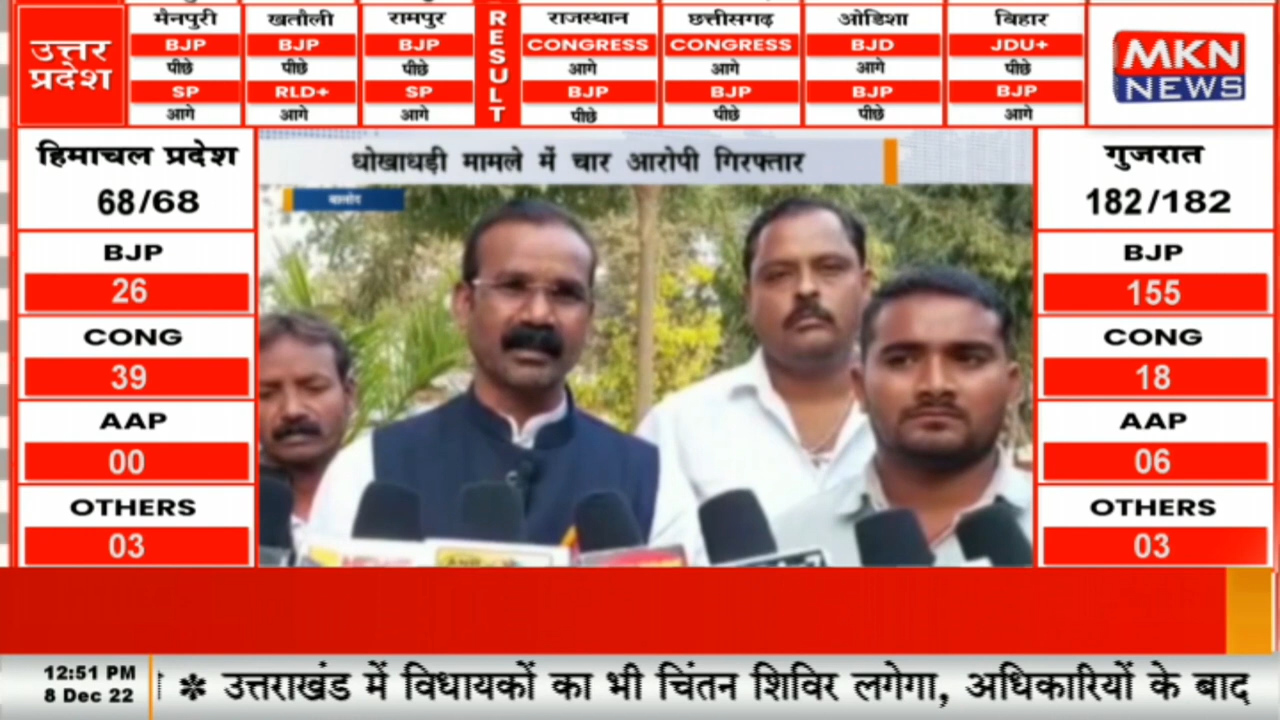 उत्तर
प्रदेश
मैनपुरी
BJP
पीछे
SP
आगे
खतौली
BJP
पीछे
RLD+
आगे
रामपुर
BJP
पीछे
SP
आगे
RESULT
राजस्थान
CONGRESS
आगे
BJP
पीछे
छत्तीसगढ़
CONGRESS
आगे
BJP
पीछे
ओडिशा
BJD
आगे
BJP
पीछे
बिहार
JDU+
पीछे
BJP
आगे
MKN
NEWS
हिमाचल प्रदेश
68/68
BJP
26
CONG
39
AAP
00
OTHERS
03
धोखाधड़ी मामले में चार आरोपी गिरफ्तार
बालोद
गुजरात
182/182
BJP
155
CONG
18
AAP
06
OTHERS
03
12:51 PM
8 Dec 22
* उत्तराखंड में विधायकों का भी चिंतन शिविर लगेगा, अधिकारियों के बाद